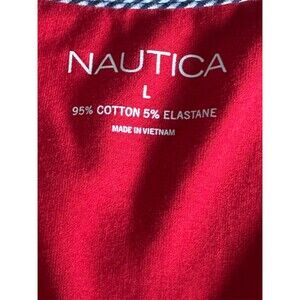 NAUTICA
L
95% COTTON 5% ELASTANE
MADE IN VIETNAM